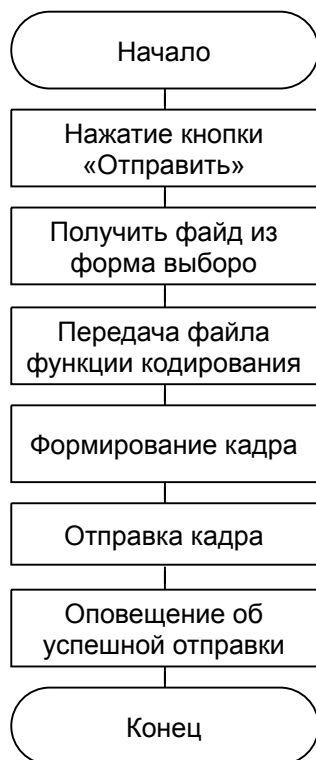 Начало
Нажатие кнопки
«Отправить»
Получить файд из
форма выборо
Передача файла
функции кодирования
Формирование кадра
Отправка кадра
Оповещение об
успешной отправки
Конец